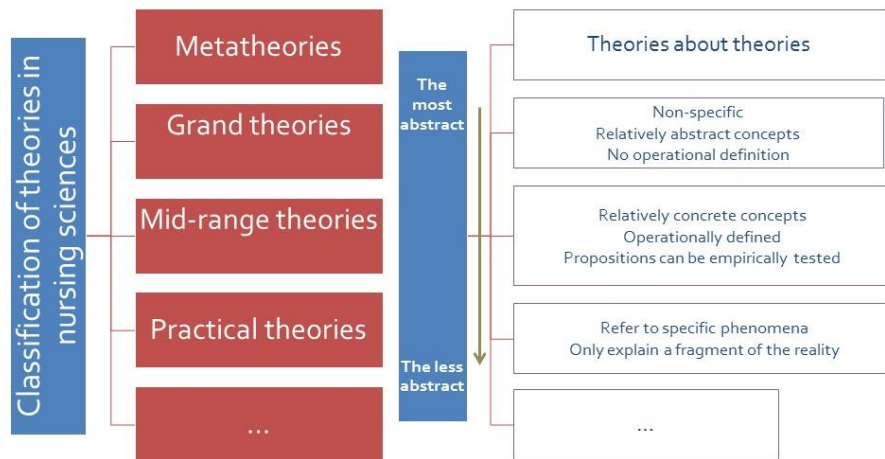 Classification of theories in
nursing sciences
Metatheories
Grand theories
Mid-range theories
Practical theories
...
The
most
abstract
The less
abstract
Theories about theories
Non-specific
Relatively abstract concepts
No operational definition
Relatively concrete concepts
Operationally defined
Propositions can be empirically tested
Refer to specific phenomena
Only explain a fragment of the reality
...